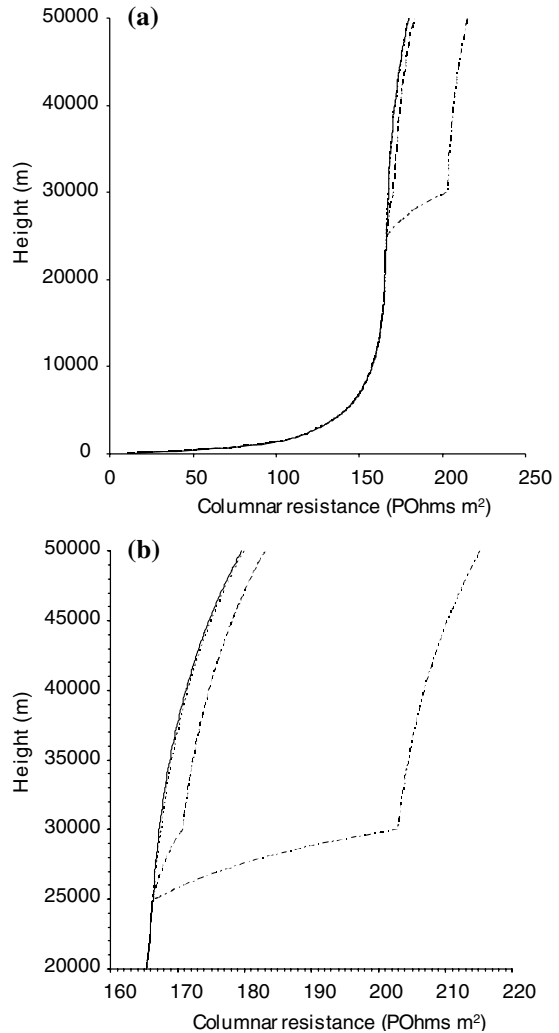 (a)
50000
40000
30000
20000
10000
0
Height (m)
0 50 100 150 200 250
Columnar resistance (POhms m²)
(b)
50000
45000
40000
35000
30000
25000
20000
Height (m)
160 170 180 190 200 210 220
Columnar resistance (POhms m²)